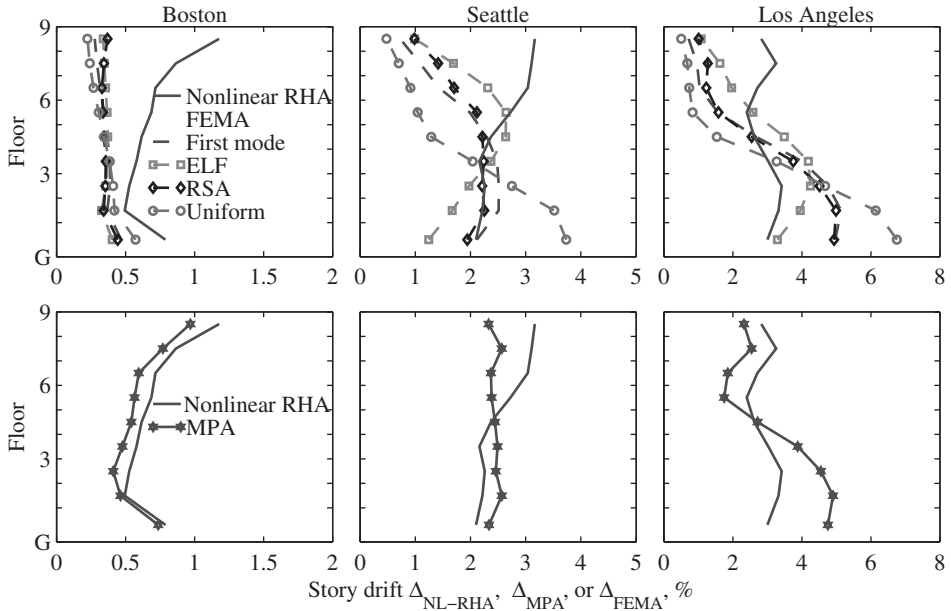 Boston
Seattle
Los Angeles
9
6
3
G
Floor
Nonlinear RHA
FEMA
First mode
ELF
RSA
Uniform
0 0.5 1 1.5 2
0 1 2 3 4 5
0 2 4 6 8
9
6
3
G
Floor
Nonlinear RHA
MPA
0 0.5 1 1.5 2
0 1 2 3 4 5
0 2 4 6 8
Story drift Δ_NL−RHA, Δ_MPA, or Δ_FEMA, %